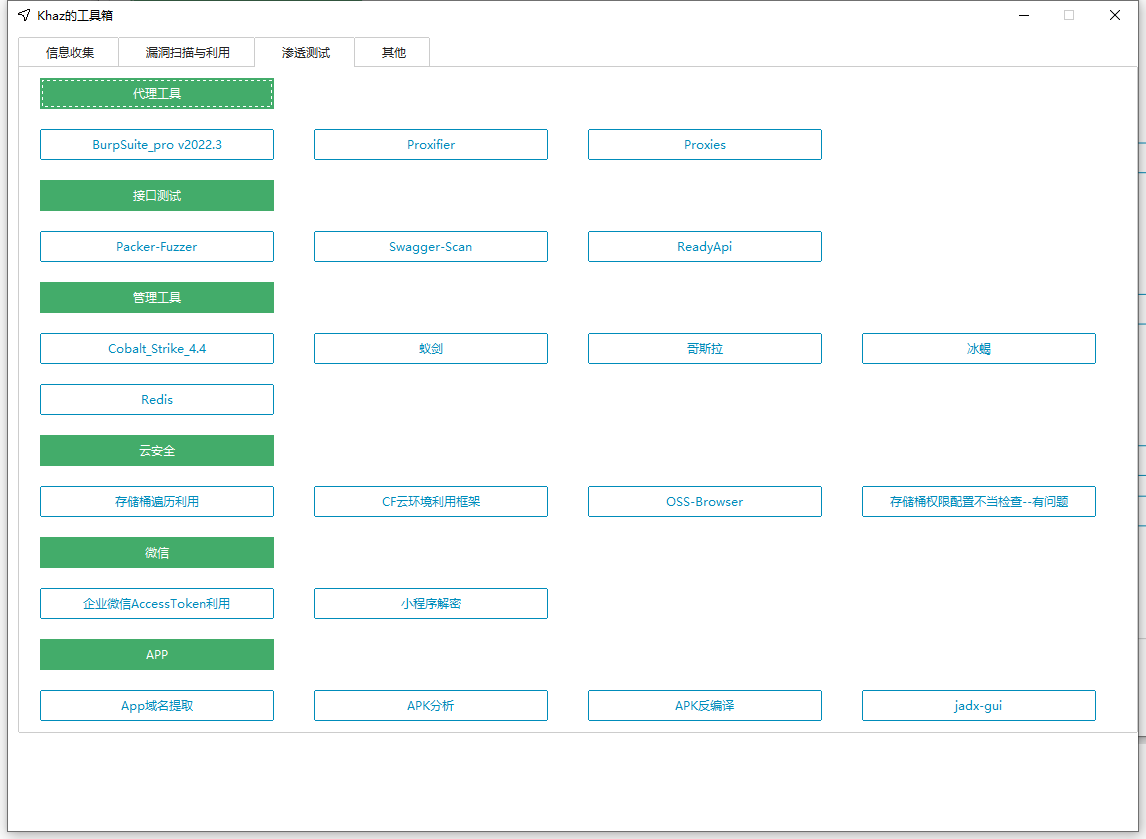 Khaz的工具箱
信息收集 漏洞扫描与利用 渗透测试 其他
代理工具
BurpSuite_pro v2022.3 Proxifier Proxies
接口测试
Packer-Fuzzer Swagger-Scan ReadyApi
管理工具
Cobalt_Strike_4.4 蚁剑 哥斯拉 冰蝎
Redis
云安全
存储桶遍历利用 CF云环境利用框架 OSS-Browser 存储桶权限配置不当检查--有问题
微信
企业微信AccessToken利用 小程序解密
APP
App域名提取 APK分析 APK反编译 jadx-gui